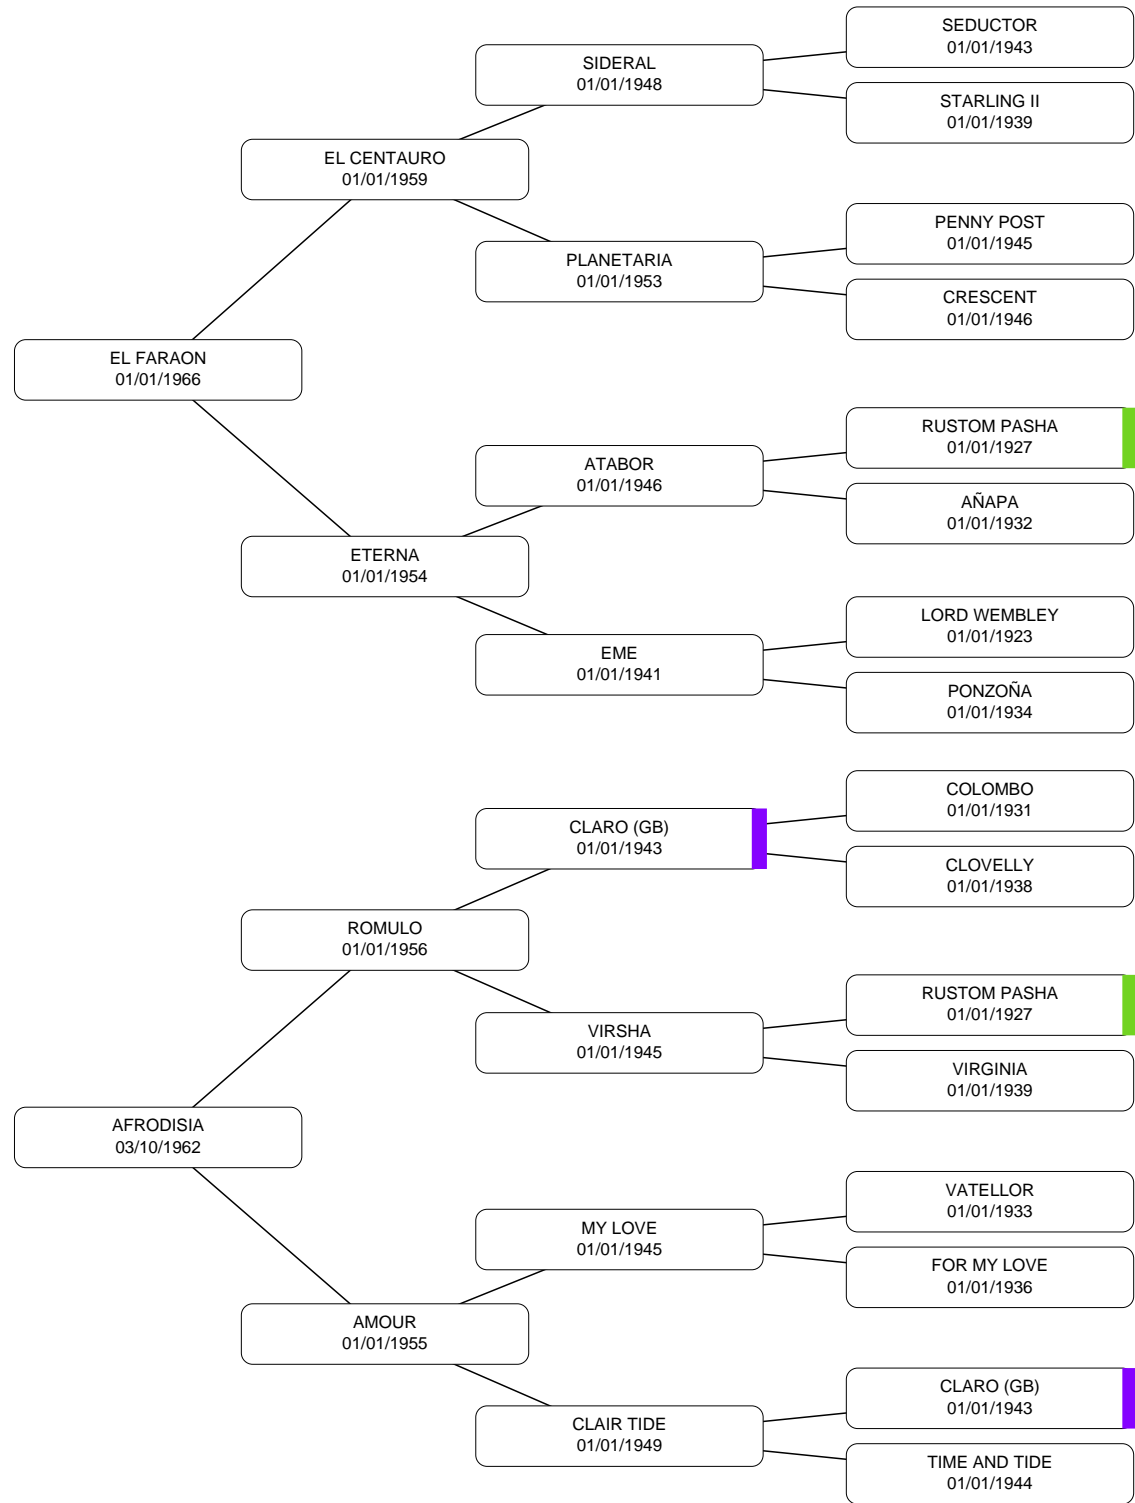 SEDUCTOR
01/01/1943
SIDERAL
01/01/1948
STARLING II
01/01/1939
EL CENTAURO
01/01/1959
PENNY POST
01/01/1945
PLANETARIA
01/01/1953
CRESCENT
01/01/1946
EL FARAON
01/01/1966
RUSTOM PASHA
01/01/1927
ATABOR
01/01/1946
AÑAPA
01/01/1932
ETERNA
01/01/1954
LORD WEMBLEY
01/01/1923
EME
01/01/1941
PONZOÑA
01/01/1934
COLOMBO
01/01/1931
CLARO (GB)
01/01/1943
CLOVELLY
01/01/1938
ROMULO
01/01/1956
RUSTOM PASHA
01/01/1927
VIRSHA
01/01/1945
VIRGINIA
01/01/1939
AFRODISIA
03/10/1962
VATELLOR
01/01/1933
MY LOVE
01/01/1945
FOR MY LOVE
01/01/1936
AMOUR
01/01/1955
CLARO (GB)
01/01/1943
CLAIR TIDE
01/01/1949
TIME AND TIDE
01/01/1944